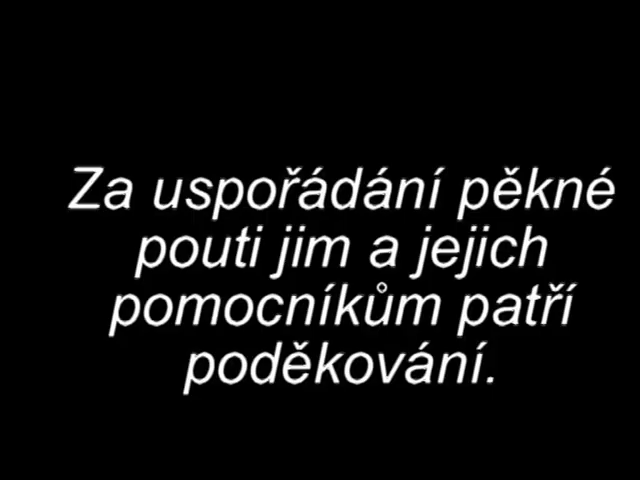 Za uspořádání pěkné
pouti jim a jejich
pomocníkům patří
poděkování.